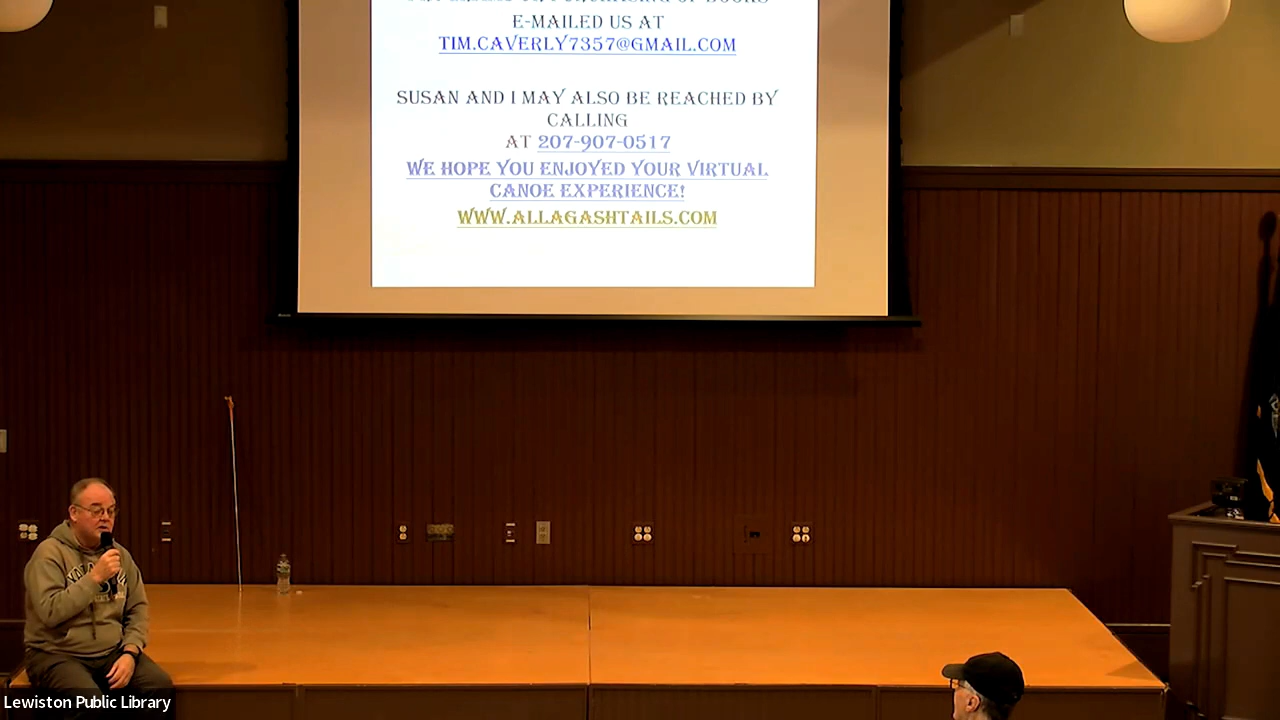 E-MAILED US AT
TIM.CAVERLY7357@GMAIL.COM
SUSAN AND I MAY ALSO BE REACHED BY
CALLING
AT 207-907-0517
WE HOPE YOU ENJOYED YOUR VIRTUAL
CANOE EXPERIENCE!
WWW.ALLAGASHTAILS.COM
Lewiston Public Library